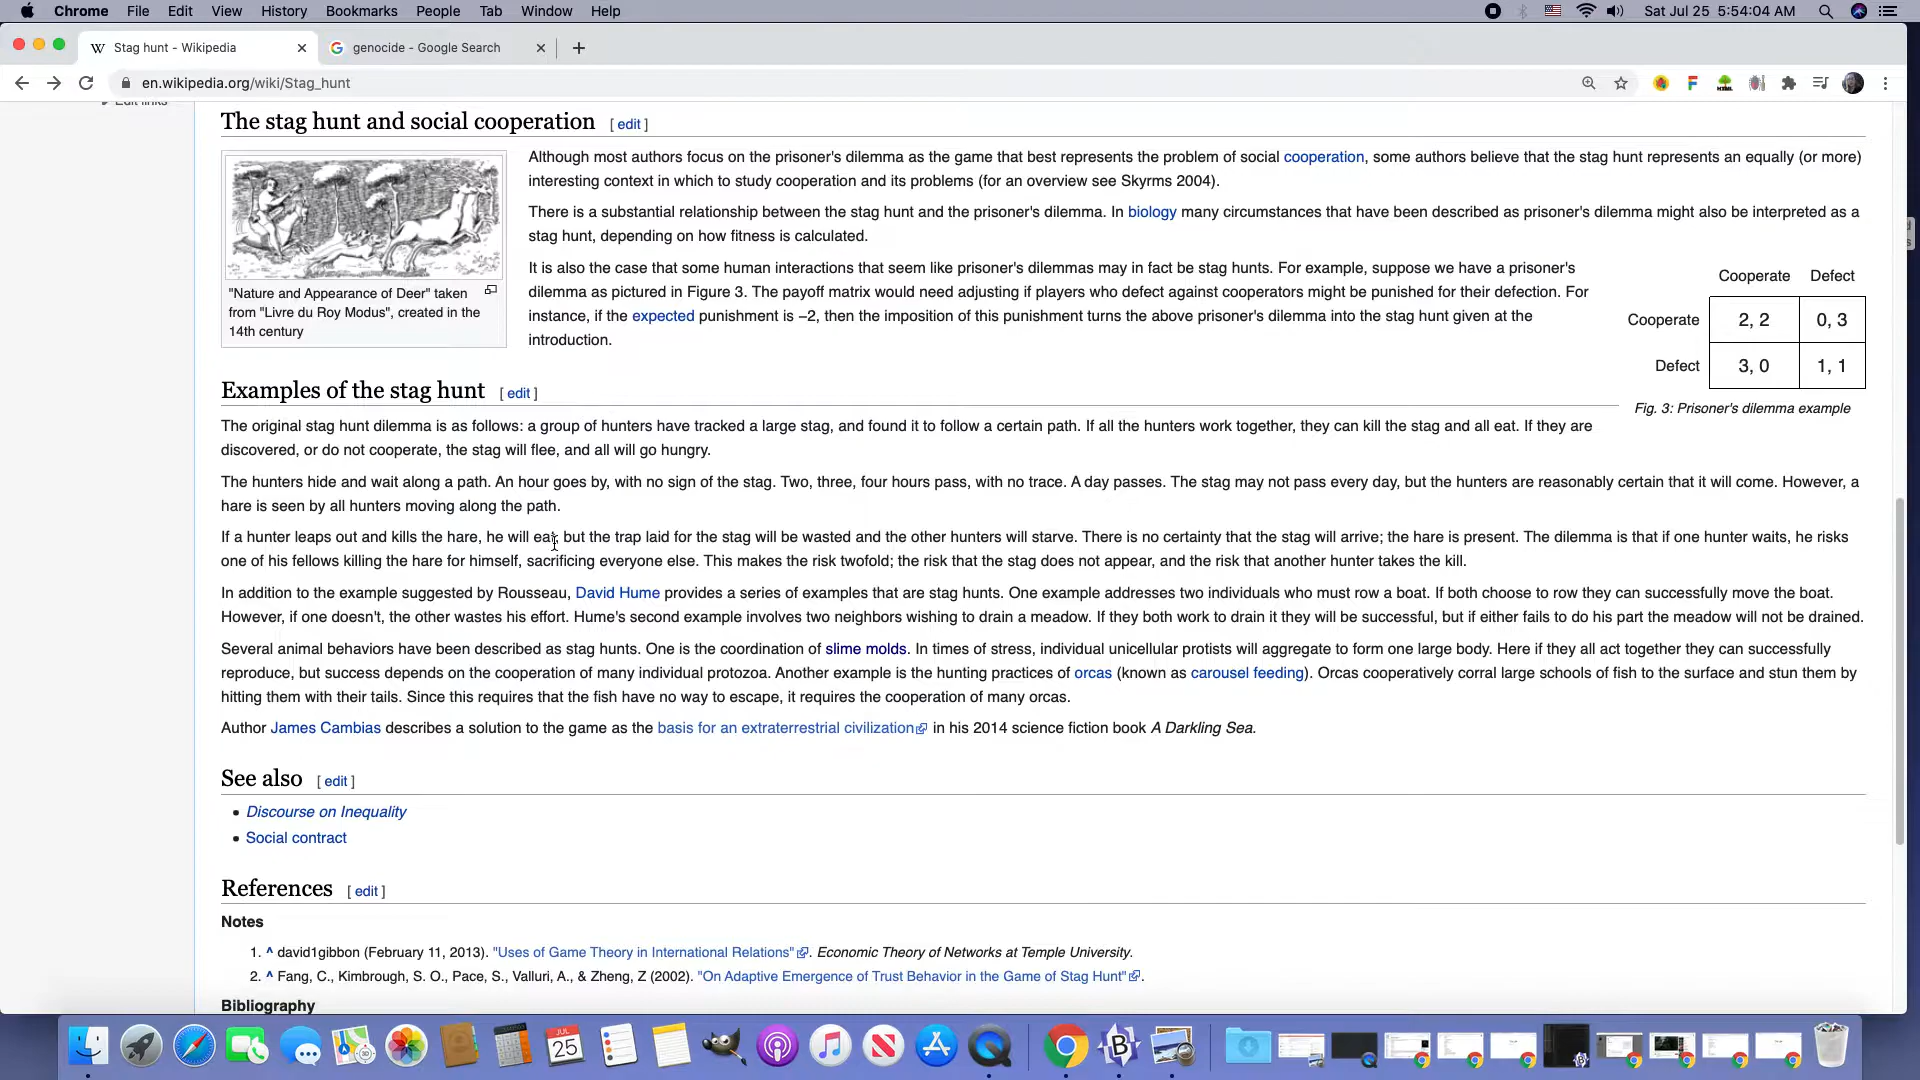 Chrome File Edit View History Bookmarks People Tab Window Help Sat Jul 25 5:54:04 AM
Stag hunt - Wikipedia genocide - Google Search
en.wikipedia.org/wiki/Stag_hunt
Edit links
The stag hunt and social cooperation [ edit ]
"Nature and Appearance of Deer" taken
from "Livre du Roy Modus", created in the
14th century
Although most authors focus on the prisoner's dilemma as the game that best represents the problem of social cooperation, some authors believe that the stag hunt represents an equally (or more)
interesting context in which to study cooperation and its problems (for an overview see Skyrms 2004).
There is a substantial relationship between the stag hunt and the prisoner's dilemma. In biology many circumstances that have been described as prisoner's dilemma might also be interpreted as a
stag hunt, depending on how fitness is calculated.
It is also the case that some human interactions that seem like prisoner's dilemmas may in fact be stag hunts. For example, suppose we have a prisoner's
dilemma as pictured in Figure 3. The payoff matrix would need adjusting if players who defect against cooperators might be punished for their defection. For
instance, if the expected punishment is −2, then the imposition of this punishment turns the above prisoner's dilemma into the stag hunt given at the
introduction.
Cooperate Defect
Cooperate 2, 2 0, 3
Defect 3, 0 1, 1
Fig. 3: Prisoner's dilemma example
Examples of the stag hunt [ edit ]
The original stag hunt dilemma is as follows: a group of hunters have tracked a large stag, and found it to follow a certain path. If all the hunters work together, they can kill the stag and all eat. If they are
discovered, or do not cooperate, the stag will flee, and all will go hungry.
The hunters hide and wait along a path. An hour goes by, with no sign of the stag. Two, three, four hours pass, with no trace. A day passes. The stag may not pass every day, but the hunters are reasonably certain that it will come. However, a
hare is seen by all hunters moving along the path.
If a hunter leaps out and kills the hare, he will eat, but the trap laid for the stag will be wasted and the other hunters will starve. There is no certainty that the stag will arrive; the hare is present. The dilemma is that if one hunter waits, he risks
one of his fellows killing the hare for himself, sacrificing everyone else. This makes the risk twofold; the risk that the stag does not appear, and the risk that another hunter takes the kill.
In addition to the example suggested by Rousseau, David Hume provides a series of examples that are stag hunts. One example addresses two individuals who must row a boat. If both choose to row they can successfully move the boat.
However, if one doesn't, the other wastes his effort. Hume's second example involves two neighbors wishing to drain a meadow. If they both work to drain it they will be successful, but if either fails to do his part the meadow will not be drained.
Several animal behaviors have been described as stag hunts. One is the coordination of slime molds. In times of stress, individual unicellular protists will aggregate to form one large body. Here if they all act together they can successfully
reproduce, but success depends on the cooperation of many individual protozoa. Another example is the hunting practices of orcas (known as carousel feeding). Orcas cooperatively corral large schools of fish to the surface and stun them by
hitting them with their tails. Since this requires that the fish have no way to escape, it requires the cooperation of many orcas.
Author James Cambias describes a solution to the game as the basis for an extraterrestrial civilization in his 2014 science fiction book A Darkling Sea.
See also [ edit ]
Discourse on Inequality
Social contract
References [ edit ]
Notes
1. ^ david1gibbon (February 11, 2013). "Uses of Game Theory in International Relations". Economic Theory of Networks at Temple University.
2. ^ Fang, C., Kimbrough, S. O., Pace, S., Valluri, A., & Zheng, Z (2002). "On Adaptive Emergence of Trust Behavior in the Game of Stag Hunt".
Bibliography
JUL
25